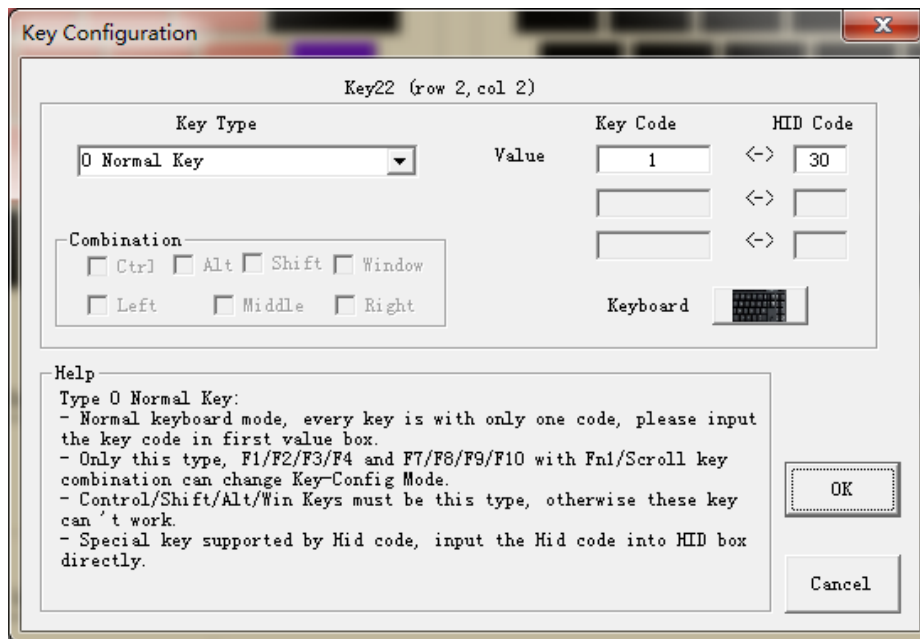 Key Configuration
Key22 (row 2, col 2)
Key Type
Key Code
HID Code
0 Normal Key
Value
1
<->
30
<->
<->
Combination
Ctrl Alt Shift Window
Left Middle Right
Keyboard
Help
Type 0 Normal Key:
- Normal keyboard mode, every key is with only one code, please input
the key code in first value box.
- Only this type, F1/F2/F3/F4 and F7/F8/F9/F10 with Fn1/Scroll key
combination can change Key-Config Mode.
- Control/Shift/Alt/Win Keys must be this type, otherwise these key
can't work.
- Special key supported by Hid code, input the Hid code into HID box
directly.
OK
Cancel